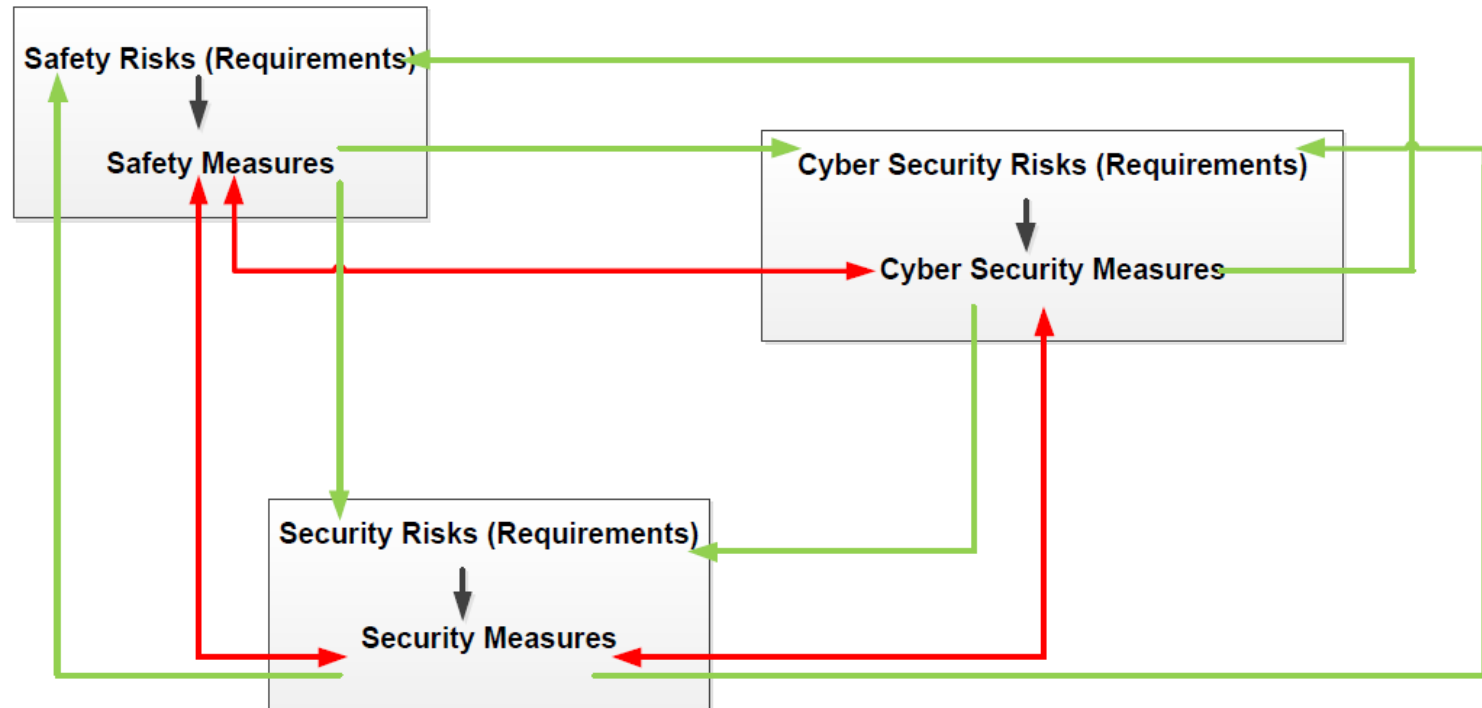 Safety Risks (Requirements)
Safety Measures
Cyber Security Risks (Requirements)
Cyber Security Measures
Security Risks (Requirements)
Security Measures